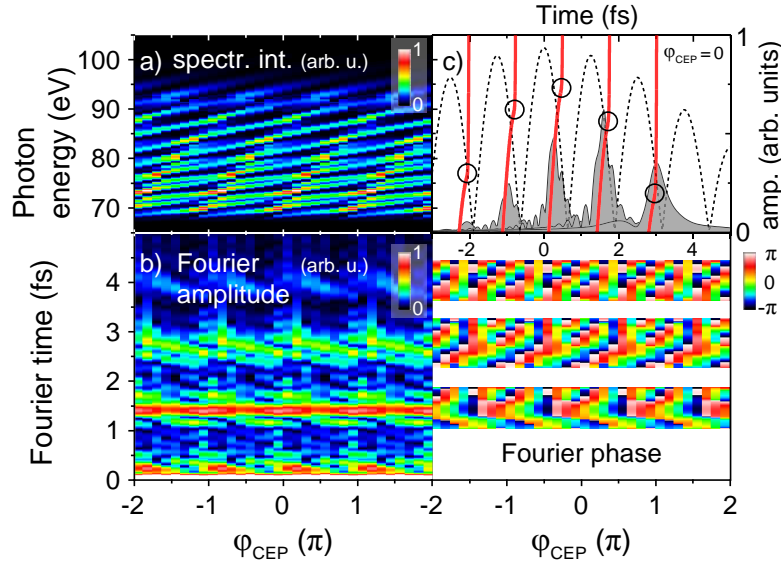 Time (fs)
a) spectr. int. (arb. u.)
1
0
c)
φCEP=0
1
0
100
90
80
70
Photon energy (eV)
amp. (arb. units)
-2 0 2 4
b) Fourier amplitude (arb. u.)
1
0
π
0
-π
4
3
2
1
0
Fourier time (fs)
Fourier phase
-2 -1 0 1 2 -1 0 1 2
φCEP (π) φCEP (π)